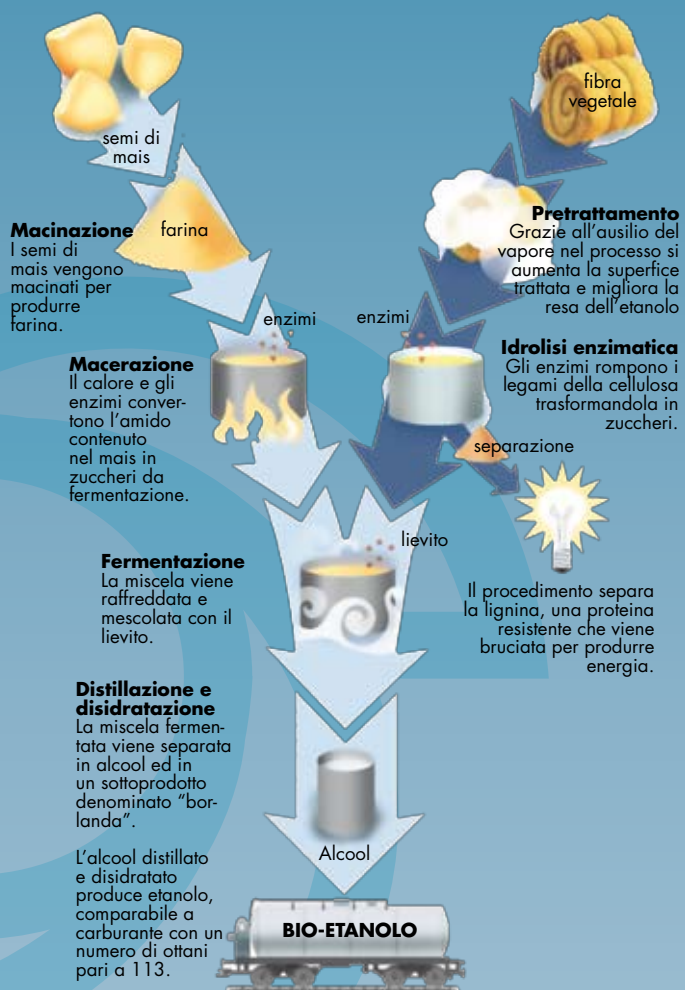 semi di
mais
fibra
vegetale
Macinazione
I semi di
mais vengono
macinati per
produrre
farina.
farina
Pretrattamento
Grazie all'ausilio del
vapore nel processo si
aumenta la superfice
trattata e migliora la
resa dell'etanolo
enzimi
enzimi
Macerazione
Il calore e gli
enzimi conver-
tono l'amido
contenuto
nel mais in
zuccheri da
fermentazione.
Idrolisi enzimatica
Gli enzimi rompono i
legami della cellulosa
trasformandola in
zuccheri.
separazione
lievito
Fermentazione
La miscela viene
raffreddata e
mescolata con il
lievito.
Il procedimento separa
la lignina, una proteina
resistente che viene
bruciata per produrre
energia.
Distillazione e
disidratazione
La miscela fermen-
tata viene separata
in alcool ed in
un sottoprodotto
denominato “bor-
landa”.
Alcool
L'alcool distillato
e disidratato
produce etanolo,
comparabile a
carburante con un
numero di ottani
pari a 113.
BIO-ETANOLO